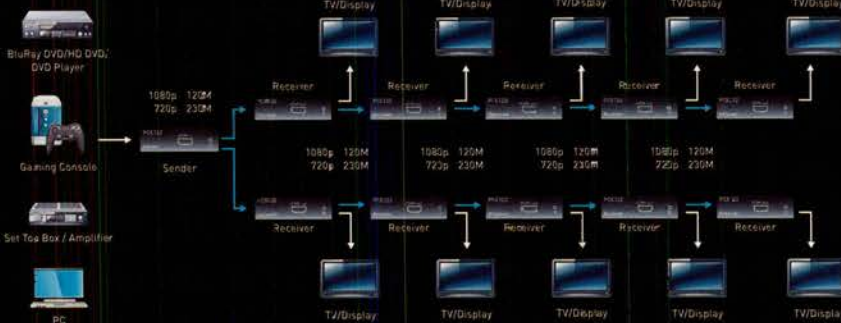 TV/Display
TV/Display
TV/Display
TV/Display
TV/Display
BluRay DVD/HD DVD/
DVD Player
Receiver
Receiver
Receiver
Receiver
Receiver
1080p 120M
720p 230M
Gaming Console
Sender
1080p 120M
720p 230M
1080p 120M
720p 230M
1080p 120M
720p 230M
1080p 120M
720p 230M
Set Top Box / Amplifier
Receiver
Receiver
Receiver
Receiver
Receiver
PC
TV/Display
TV/Display
TV/Display
TV/Display
TV/Display